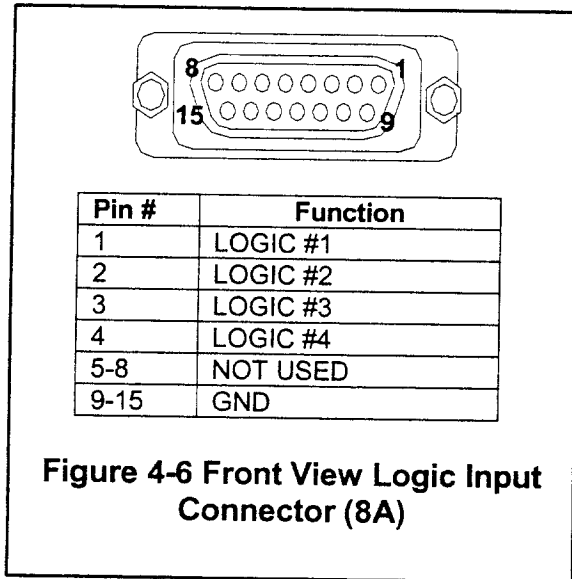 8 1
15 9
Pin # Function
1 LOGIC #1
2 LOGIC #2
3 LOGIC #3
4 LOGIC #4
5-8 NOT USED
9-15 GND
Figure 4-6 Front View Logic Input
Connector (8A)